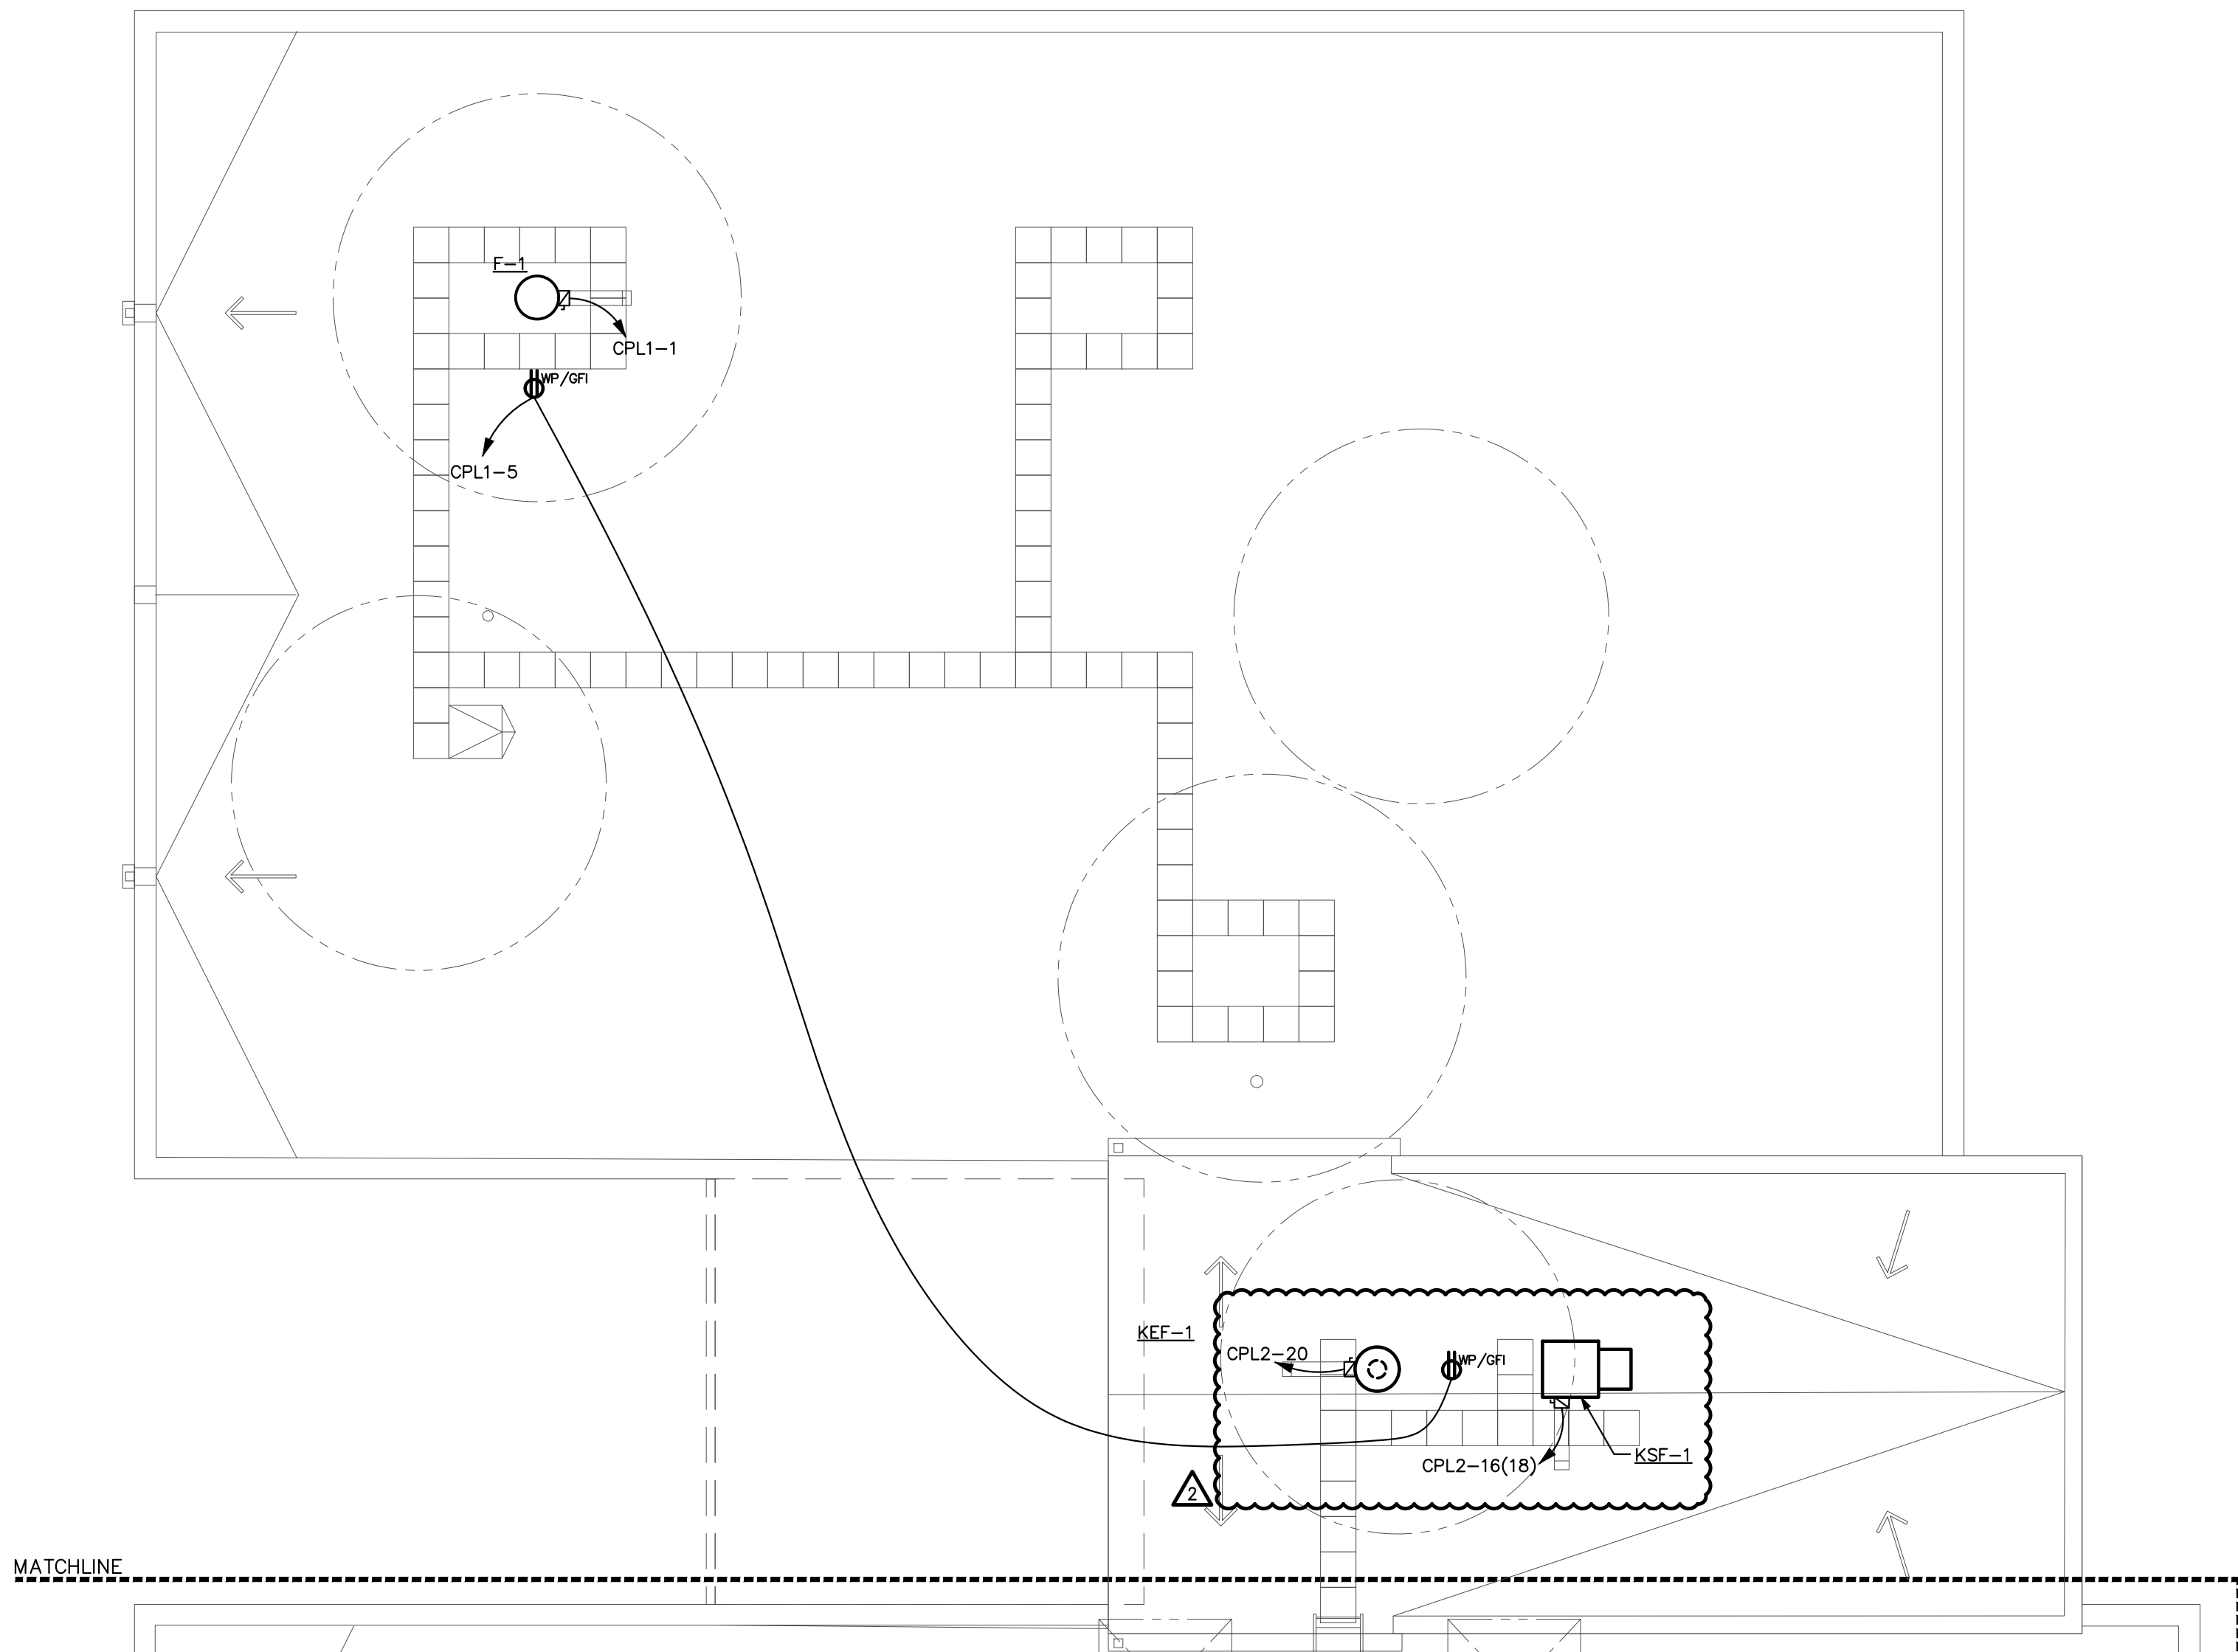 F-1
CPL1-1
WP/GFI
CPL1-5
KEF-1
CPL2-20
WP/GFI
CPL2-16(18)
KSF-1
2
MATCHLINE